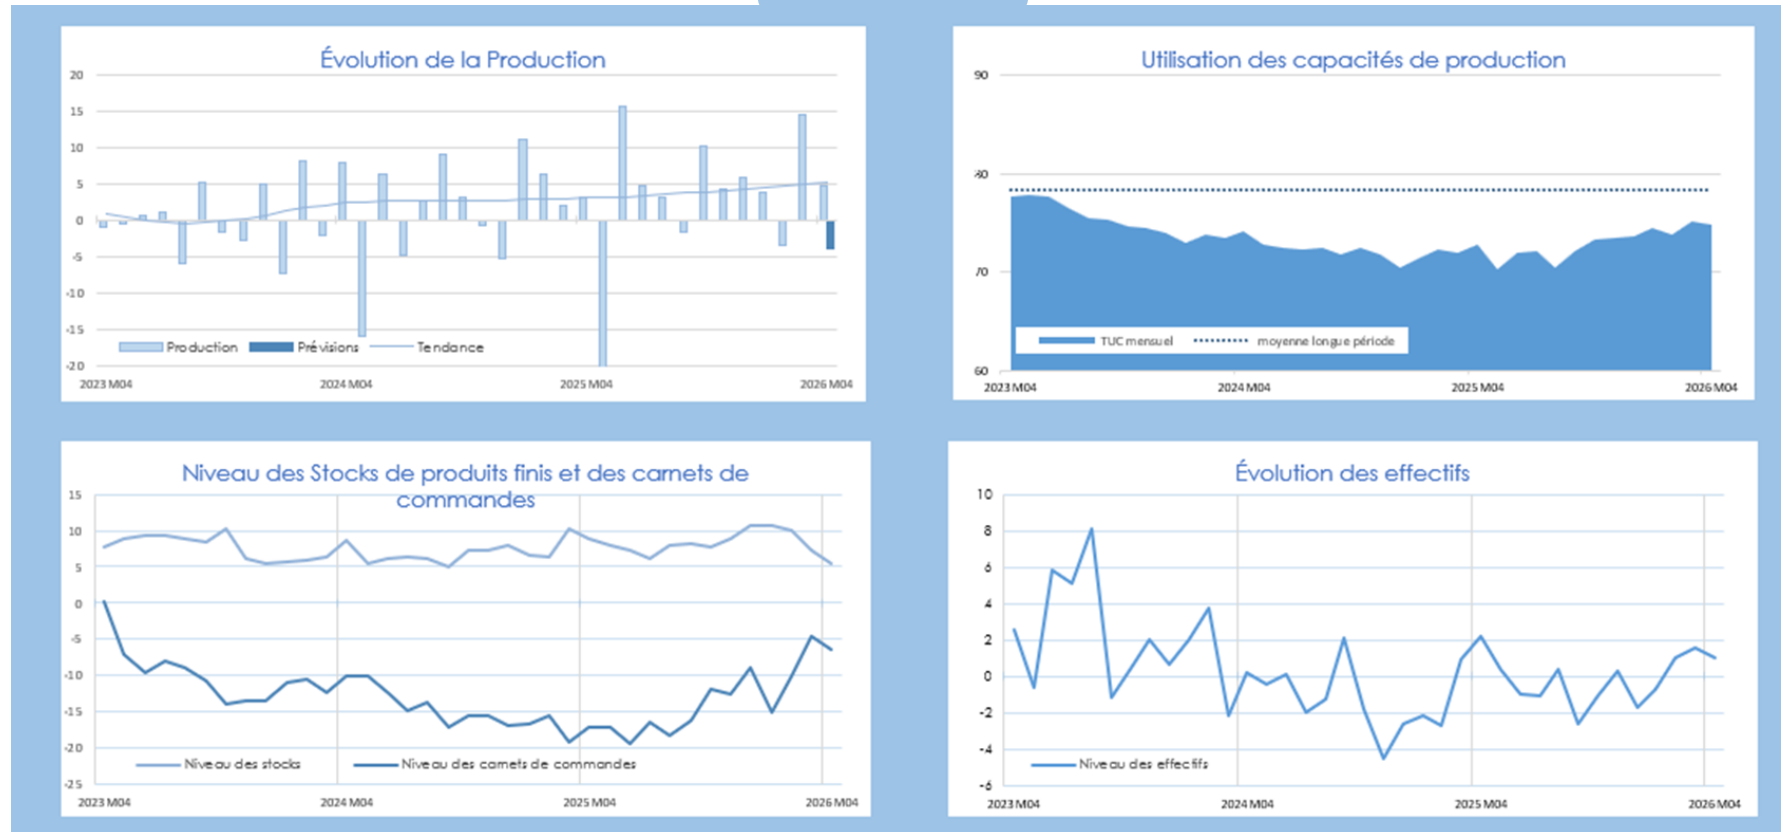 Évolution de la Production
20
15
10
5
0
-5
-10
-15
-20
Production
Prévisions
Tendance
2023 M04
2024 M04
2025 M04
2026 M04
Utilisation des capacités de production
90
80
70
60
TUC mensuel
moyenne longue période
2023 M04
2024 M04
2025 M04
2026 M04
Niveau des Stocks de produits finis et des carnets de
commandes
15
10
5
0
-5
-10
-15
-20
-25
Niveau des stocks
Niveau des carnets de commandes
2023 M04
2024 M04
2025 M04
2026 M04
Évolution des effectifs
10
8
6
4
2
0
-2
-4
-6
Niveau des effectifs
2023 M04
2024 M04
2025 M04
2026 M04